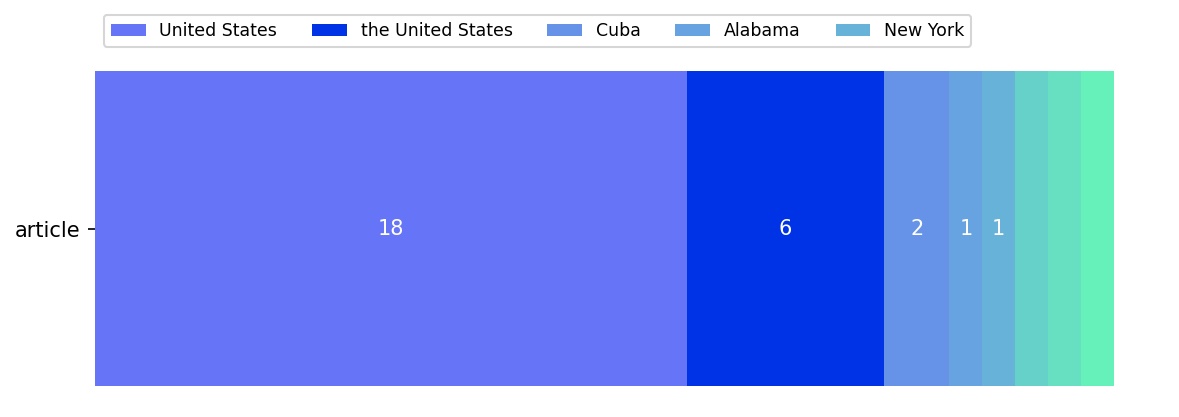 United States the United States Cuba Alabama New York
article 18 6 2 1 1